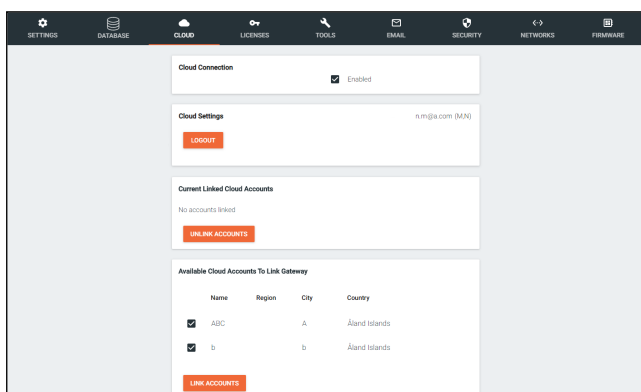 SETTINGS DATABASE CLOUD LICENSES TOOLS EMAIL SECURITY NETWORKS FIRMWARE
Cloud Connection
Enabled
Cloud Settings n.m@a.com (M,N)
LOGOUT
Current Linked Cloud Accounts
No accounts linked
UNLINK ACCOUNTS
Available Cloud Accounts To Link Gateway
Name Region City Country
ABC A Åland Islands
b b Åland Islands
LINK ACCOUNTS